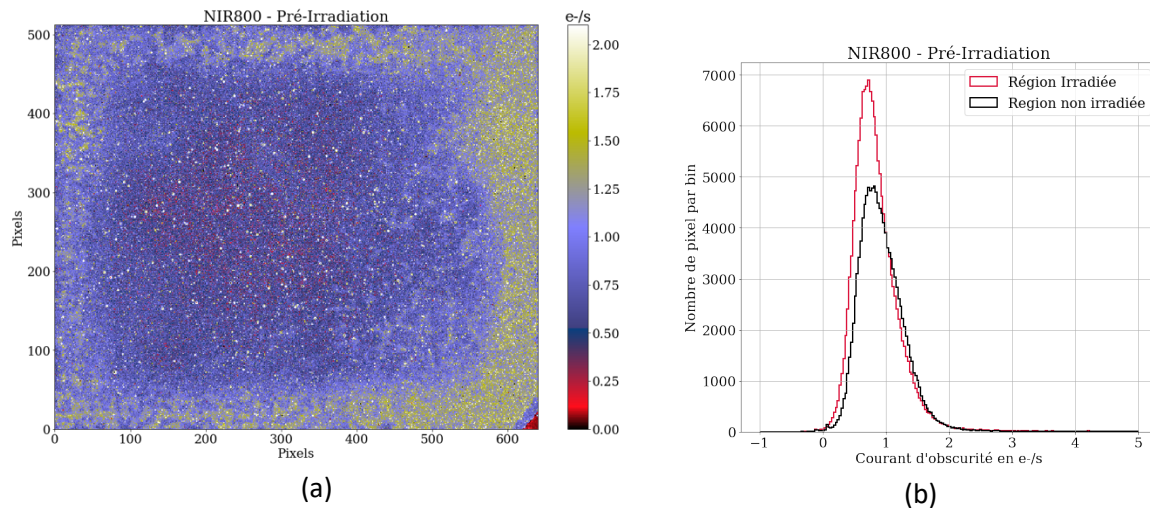 NIR800 - Pré-Irradiation
e-/s
500
400
300
200
100
0
Pixels
0 100 200 300 400 500 600
Pixels
2.00
1.75
1.50
1.25
1.00
0.75
0.50
0.25
0.00
(a)
NIR800 - Pré-Irradiation
Région Irradiée
Region non irradiée
7000
6000
5000
4000
3000
2000
1000
0
Nombre de pixel par bin
−1 0 1 2 3 4 5
Courant d'obscurité en e-/s
(b)